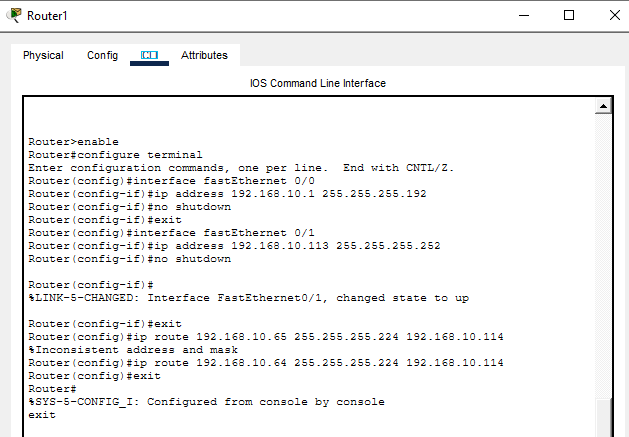 Router1
Physical Config CLI Attributes
IOS Command Line Interface
Router>enable
Router#configure terminal
Enter configuration commands, one per line.  End with CNTL/Z.
Router(config)#interface fastEthernet 0/0
Router(config-if)#ip address 192.168.10.1 255.255.255.192
Router(config-if)#no shutdown
Router(config-if)#exit
Router(config)#interface fastEthernet 0/1
Router(config-if)#ip address 192.168.10.113 255.255.255.252
Router(config-if)#no shutdown
Router(config-if)#
%LINK-5-CHANGED: Interface FastEthernet0/1, changed state to up
Router(config-if)#exit
Router(config)#ip route 192.168.10.65 255.255.255.224 192.168.10.114
%Inconsistent address and mask
Router(config)#ip route 192.168.10.64 255.255.255.224 192.168.10.114
Router(config)#exit
Router#
%SYS-5-CONFIG_I: Configured from console by console
exit